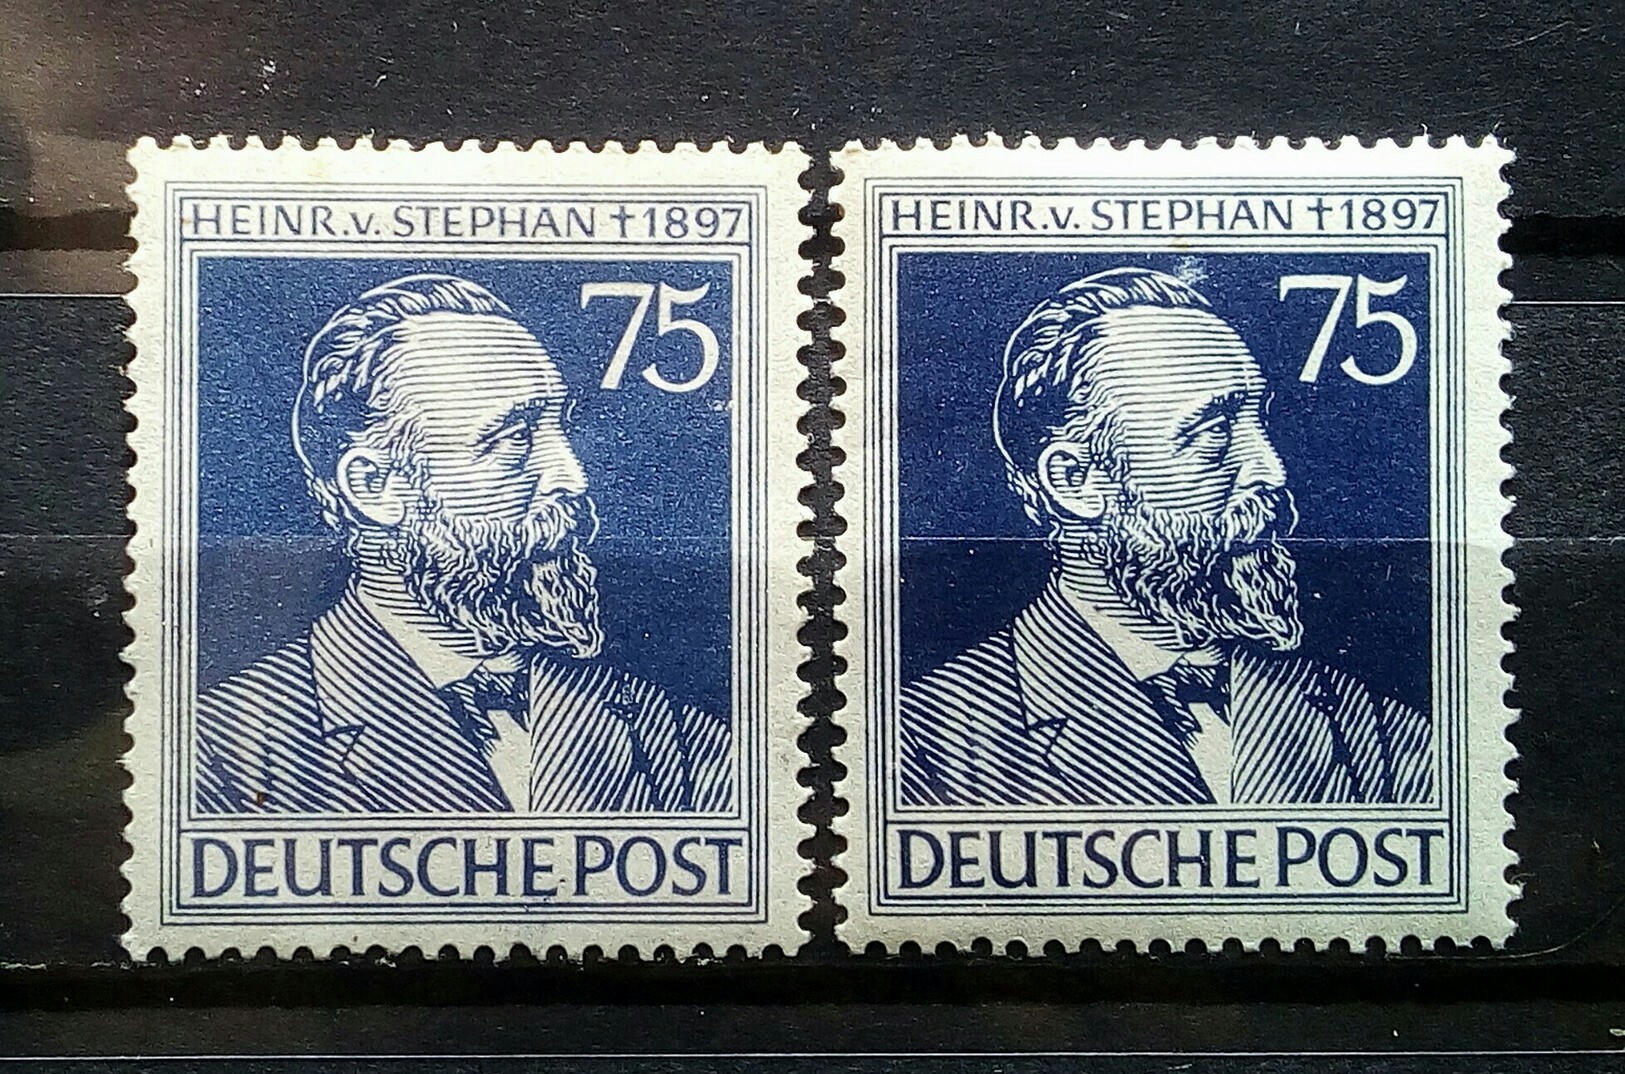 HEINR.v. STEPHAN †1897
75
DEUTSCHE POST
HEINR.v. STEPHAN †1897
75
DEUTSCHE POST